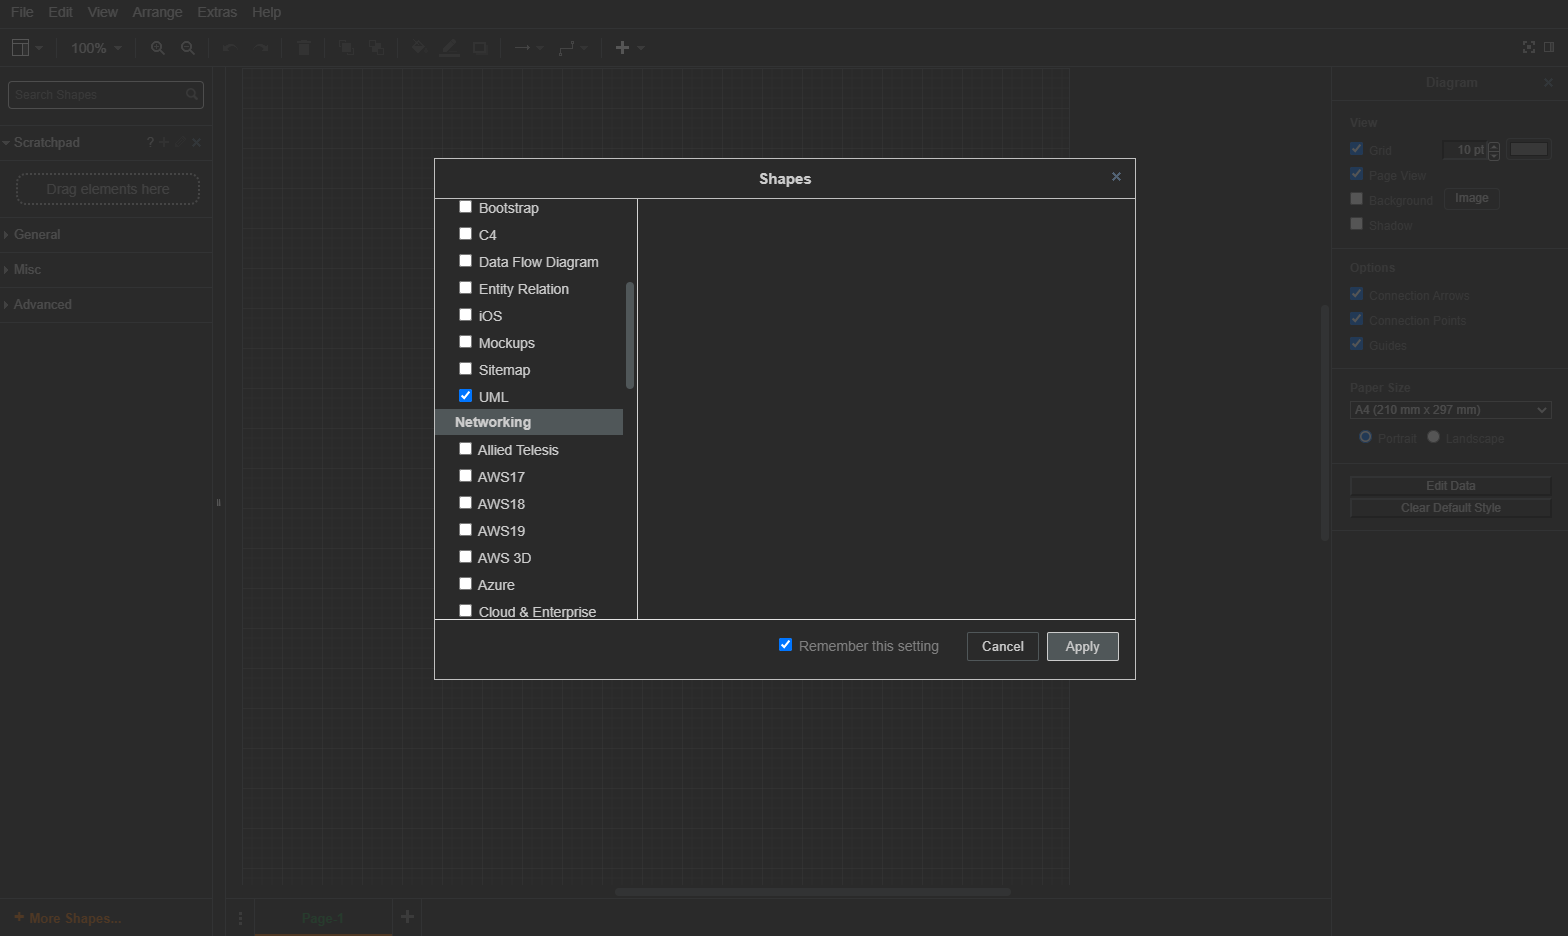 File Edit View Arrange Extras Help
100%
Search Shapes
Scratchpad ?
Drag elements here
General
Misc
Advanced
+ More Shapes...
Page-1
Shapes
Bootstrap
C4
Data Flow Diagram
Entity Relation
iOS
Mockups
Sitemap
UML
Networking
Allied Telesis
AWS17
AWS18
AWS19
AWS 3D
Azure
Cloud & Enterprise
Remember this setting
Cancel
Apply
Diagram
View
Grid 10 pt
Page View
Background Image
Shadow
Options
Connection Arrows
Connection Points
Guides
Paper Size
A4 (210 mm x 297 mm)
Portrait Landscape
Edit Data
Clear Default Style